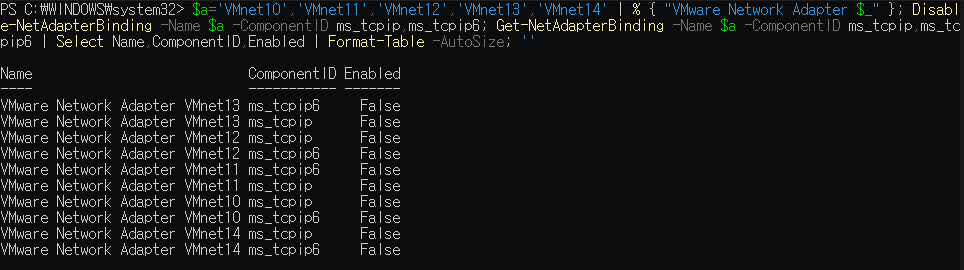 PS C:₩WINDOWS₩system32> $a='VMnet10','VMnet11','VMnet12','VMnet13','VMnet14' | % { "VMware Network Adapter $_" }; Disabl
e-NetAdapterBinding -Name $a -ComponentID ms_tcpip,ms_tcpip6; Get-NetAdapterBinding -Name $a -ComponentID ms_tcpip,ms_tc
pip6 | Select Name,ComponentID,Enabled | Format-Table -AutoSize; ''
Name                           ComponentID Enabled
----                           ----------- -------
VMware Network Adapter VMnet13 ms_tcpip6     False
VMware Network Adapter VMnet13 ms_tcpip      False
VMware Network Adapter VMnet12 ms_tcpip      False
VMware Network Adapter VMnet12 ms_tcpip6     False
VMware Network Adapter VMnet11 ms_tcpip6     False
VMware Network Adapter VMnet11 ms_tcpip      False
VMware Network Adapter VMnet10 ms_tcpip      False
VMware Network Adapter VMnet10 ms_tcpip6     False
VMware Network Adapter VMnet14 ms_tcpip      False
VMware Network Adapter VMnet14 ms_tcpip6     False